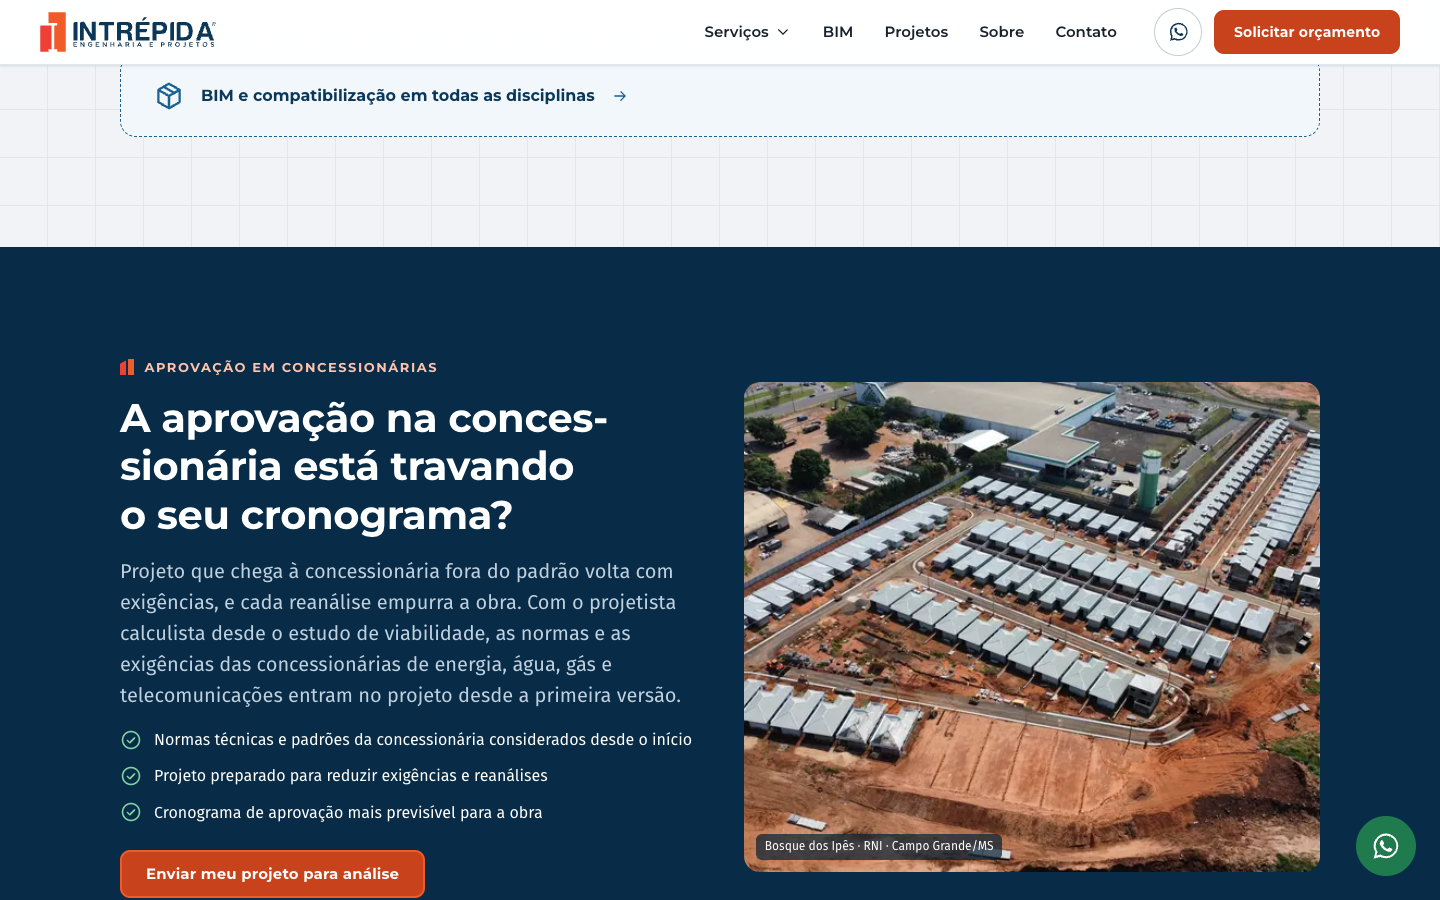 INTRÉPIDA
ENGENHARIA E PROJETOS
Serviços
BIM
Projetos
Sobre
Contato
Solicitar orçamento
BIM e compatibilização em todas as disciplinas
APROVAÇÃO EM CONCESSIONÁRIAS
A aprovação na conces-
sionária está travando
o seu cronograma?
Projeto que chega à concessionária fora do padrão volta com
exigências, e cada reanálise empurra a obra. Com o projetista
calculista desde o estudo de viabilidade, as normas e as
exigências das concessionárias de energia, água, gás e
telecomunicações entram no projeto desde a primeira versão.
Normas técnicas e padrões da concessionária considerados desde o início
Projeto preparado para reduzir exigências e reanálises
Cronograma de aprovação mais previsível para a obra
Enviar meu projeto para análise
Bosque dos Ipês · RNI · Campo Grande/MS